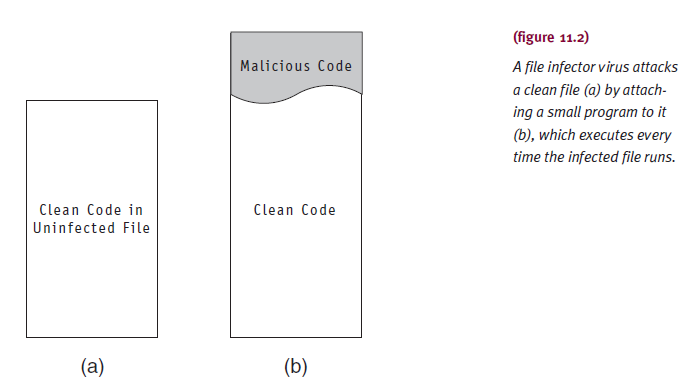 Malicious Code
Clean Code in
Uninfected File
Clean Code
(a)
(b)
(figure 11.2)
A file infector virus attacks
a clean file (a) by attach-
ing a small program to it
(b), which executes every
time the infected file runs.